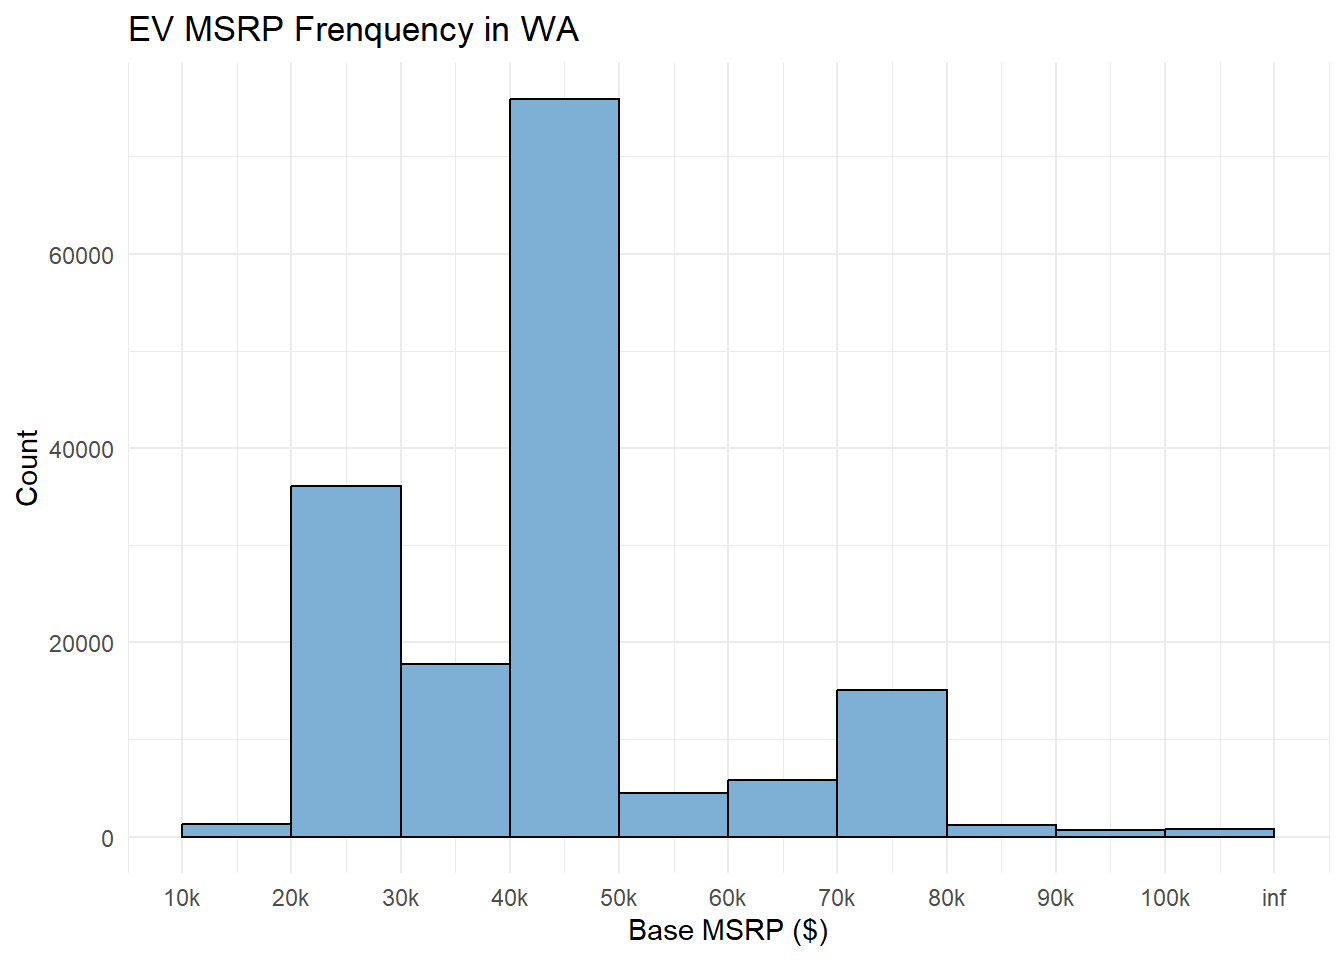 EV MSRP Frenquency in WA
Count
60000
40000
20000
0
10k 20k 30k 40k 50k 60k 70k 80k 90k 100k inf
Base MSRP ($)